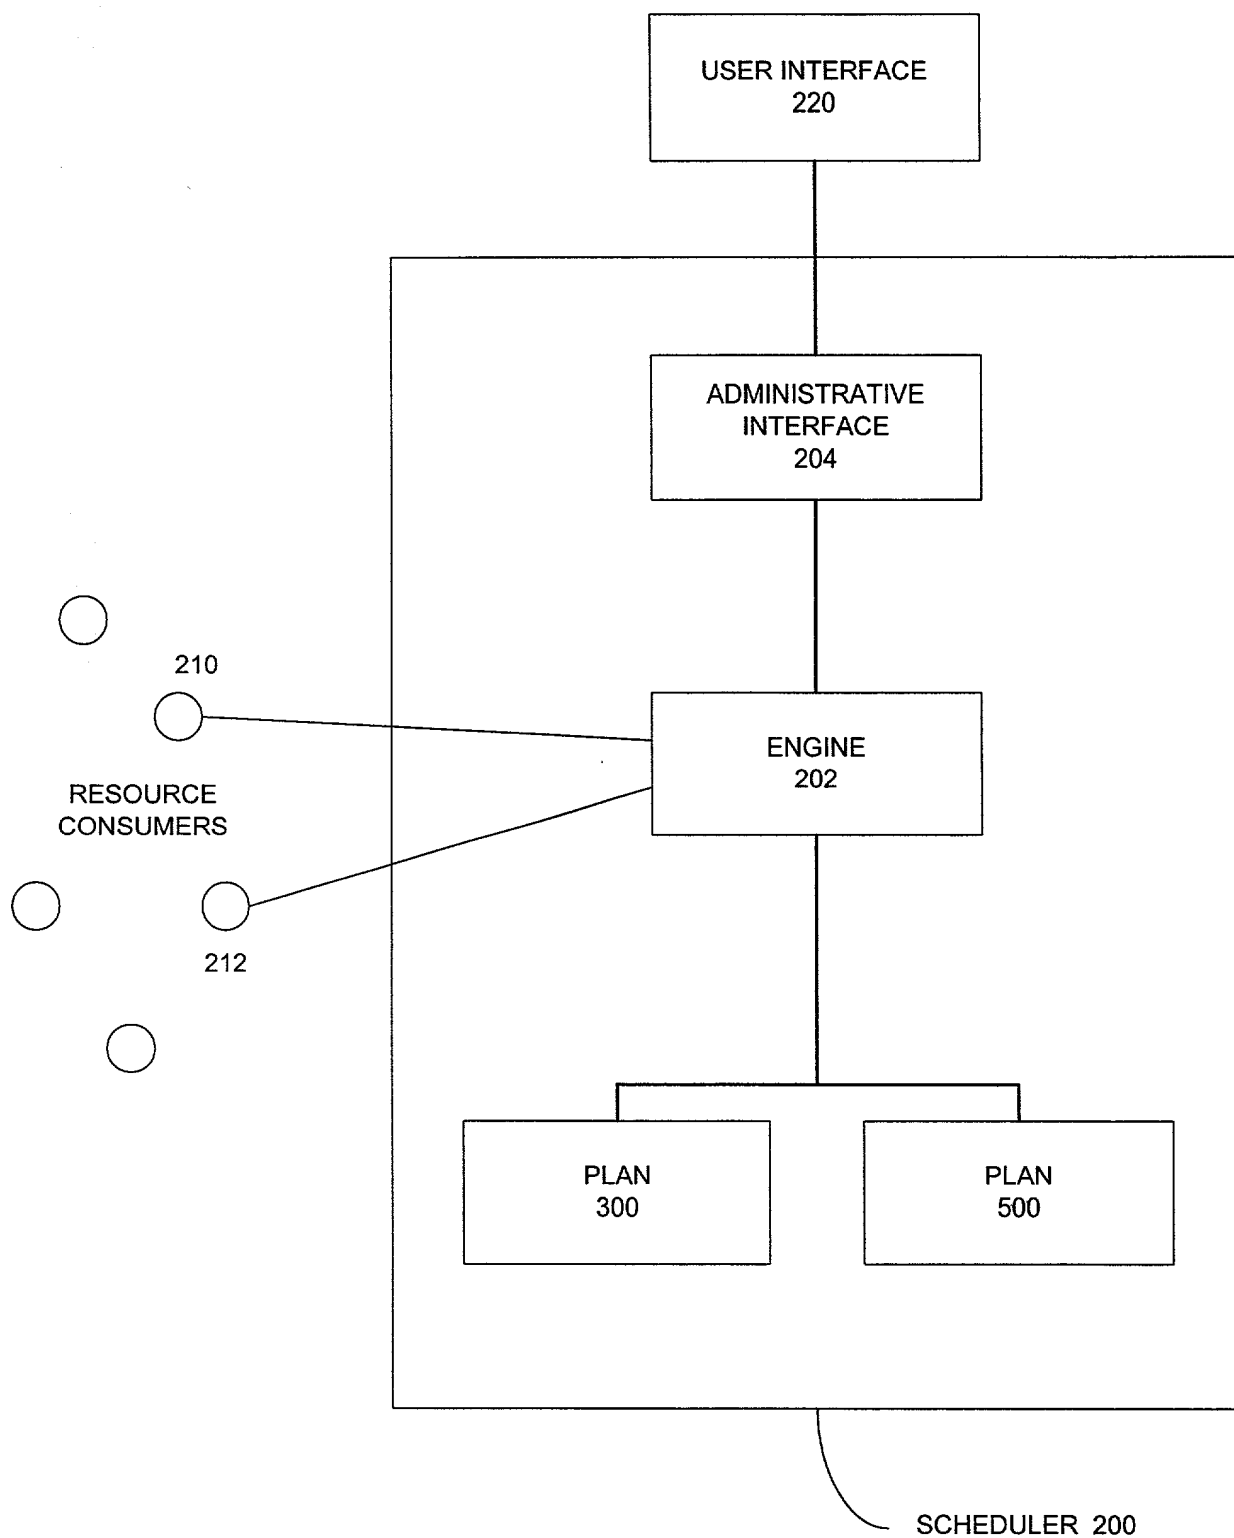 USER INTERFACE
220
ADMINISTRATIVE
INTERFACE
204
210
ENGINE
202
RESOURCE
CONSUMERS
212
PLAN
300
PLAN
500
SCHEDULER 200